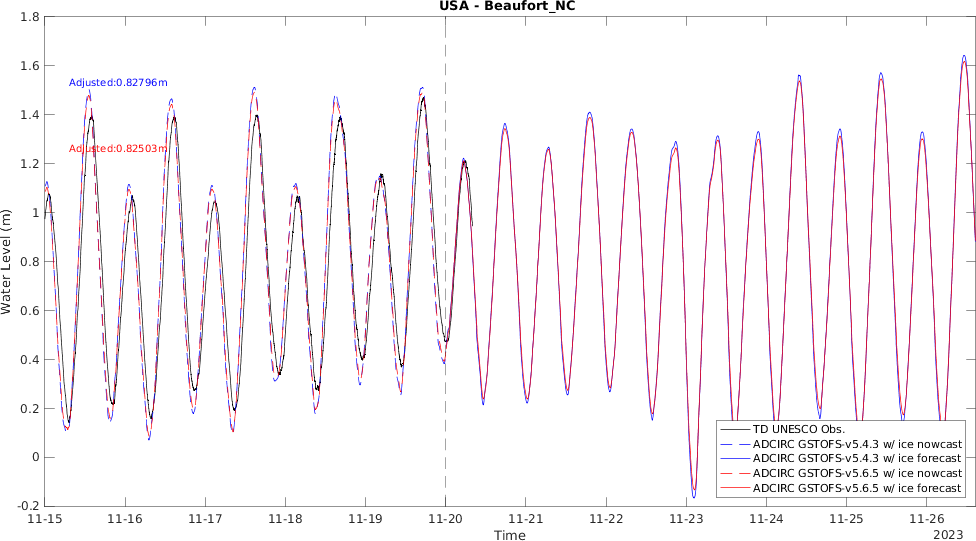 USA - Beaufort_NC
1.8
1.6
1.4
1.2
1
0.8
0.6
0.4
0.2
0
-0.2
Water Level (m)
Adjusted:0.82796m
Adjusted:0.82503m
TD UNESCO Obs.
ADCIRC GSTOFS-v5.4.3 w/ ice nowcast
ADCIRC GSTOFS-v5.4.3 w/ ice forecast
ADCIRC GSTOFS-v5.6.5 w/ ice nowcast
ADCIRC GSTOFS-v5.6.5 w/ ice forecast
11-15 11-16 11-17 11-18 11-19 11-20 11-21 11-22 11-23 11-24 11-25 11-26
2023
Time